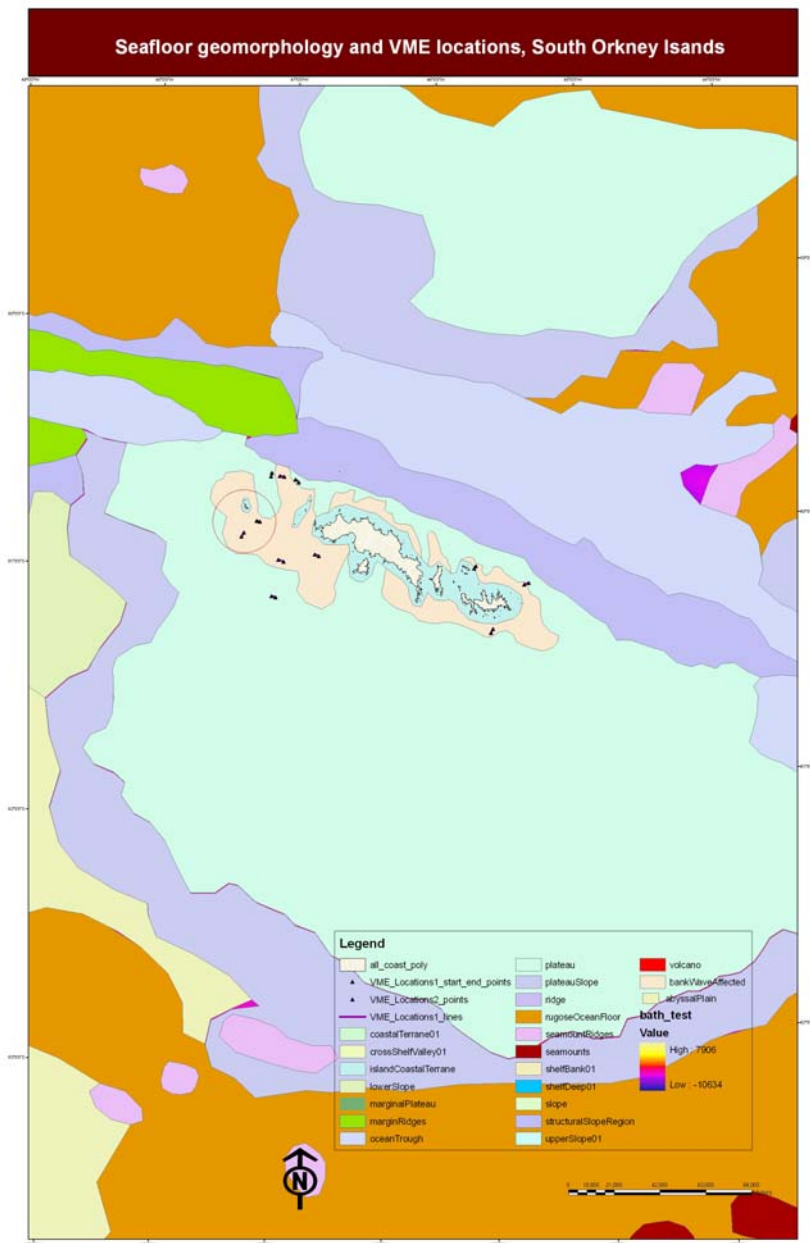 Seafloor geomorphology and VME locations, South Orkney Isands
Legend
all_coast_poly
VME_Locations1_start_end_points
VME_Locations2_points
VME_Locations1_lines
coastalTerrane01
crossShelfValley01
islandCoastalTerrane
lowerSlope
marginalPlateau
marginRidges
oceanTrough
plateau
plateauSlope
ridge
rugoseOceanFloor
seamountRidges
seamounts
shelfBank01
shelfDeep01
slope
structuralSlopeRegion
upperSlope01
volcano
bankWaveAffected
abyssalPlain
bath_test
Value
High : 7906
Low : -10634
N